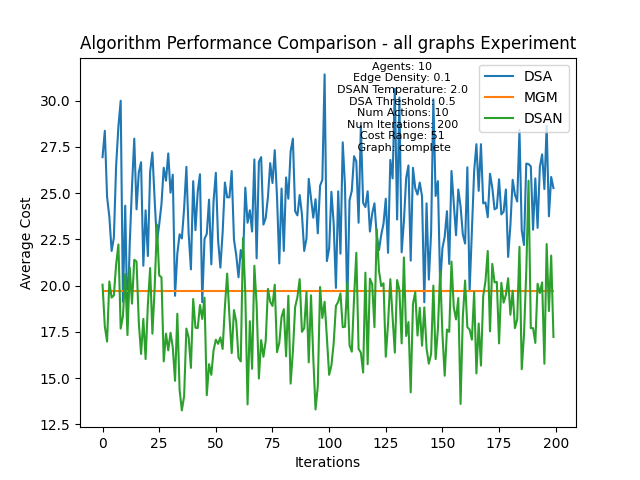 Algorithm Performance Comparison - all graphs Experiment
Agents: 10
Edge Density: 0.1
DSAN Temperature: 2.0
DSA Threshold: 0.5
Num Actions: 10
Num Iterations: 200
Cost Range: 51
Graph: complete
DSA
MGM
DSAN
Average Cost
30.0
27.5
25.0
22.5
20.0
17.5
15.0
12.5
0
25
50
75
100
125
150
175
200
Iterations